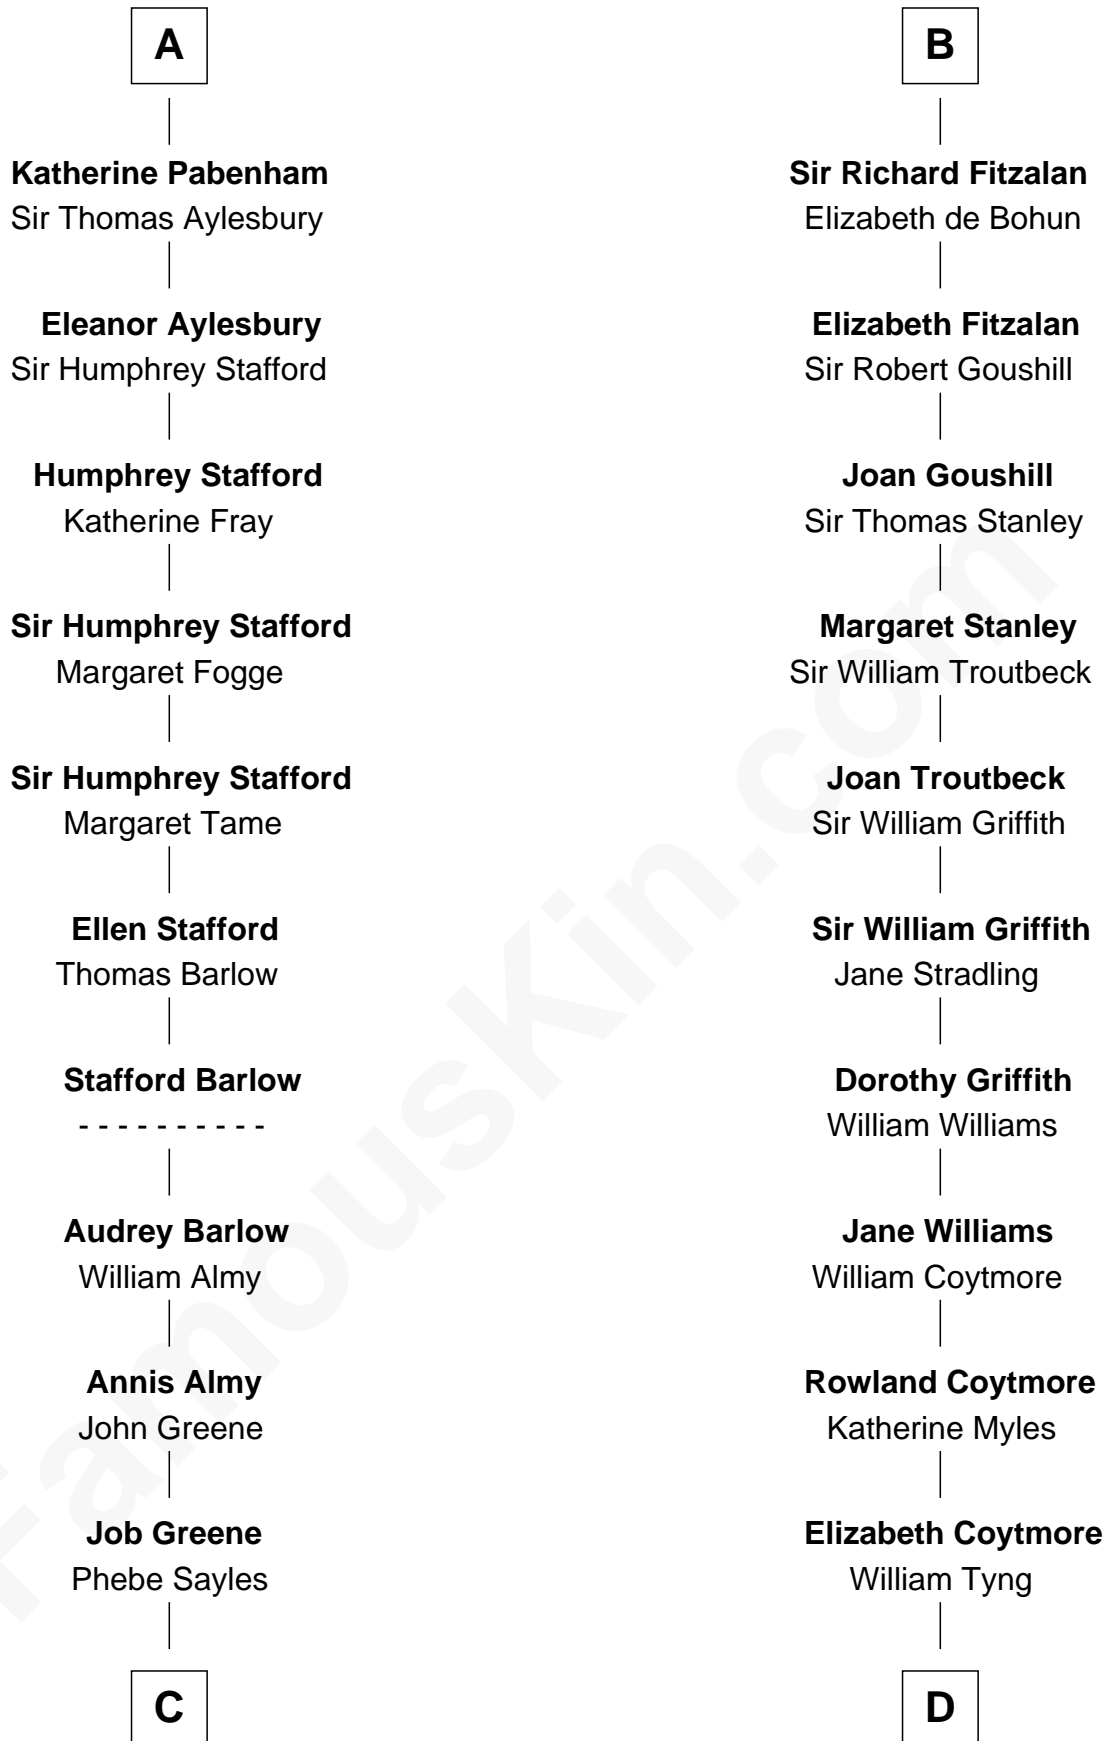 A
Katherine Pabenham
Sir Thomas Aylesbury
Eleanor Aylesbury
Sir Humphrey Stafford
Humphrey Stafford
Katherine Fray
Sir Humphrey Stafford
Margaret Fogge
Sir Humphrey Stafford
Margaret Tame
Ellen Stafford
Thomas Barlow
Stafford Barlow
- - - - - - - - - -
Audrey Barlow
William Almy
Annis Almy
John Greene
Job Greene
Phebe Sayles
C
B
Sir Richard Fitzalan
Elizabeth de Bohun
Elizabeth Fitzalan
Sir Robert Goushill
Joan Goushill
Sir Thomas Stanley
Margaret Stanley
Sir William Troutbeck
Joan Troutbeck
Sir William Griffith
Sir William Griffith
Jane Stradling
Dorothy Griffith
William Williams
Jane Williams
William Coytmore
Rowland Coytmore
Katherine Myles
Elizabeth Coytmore
William Tyng
D
FamousKin.com